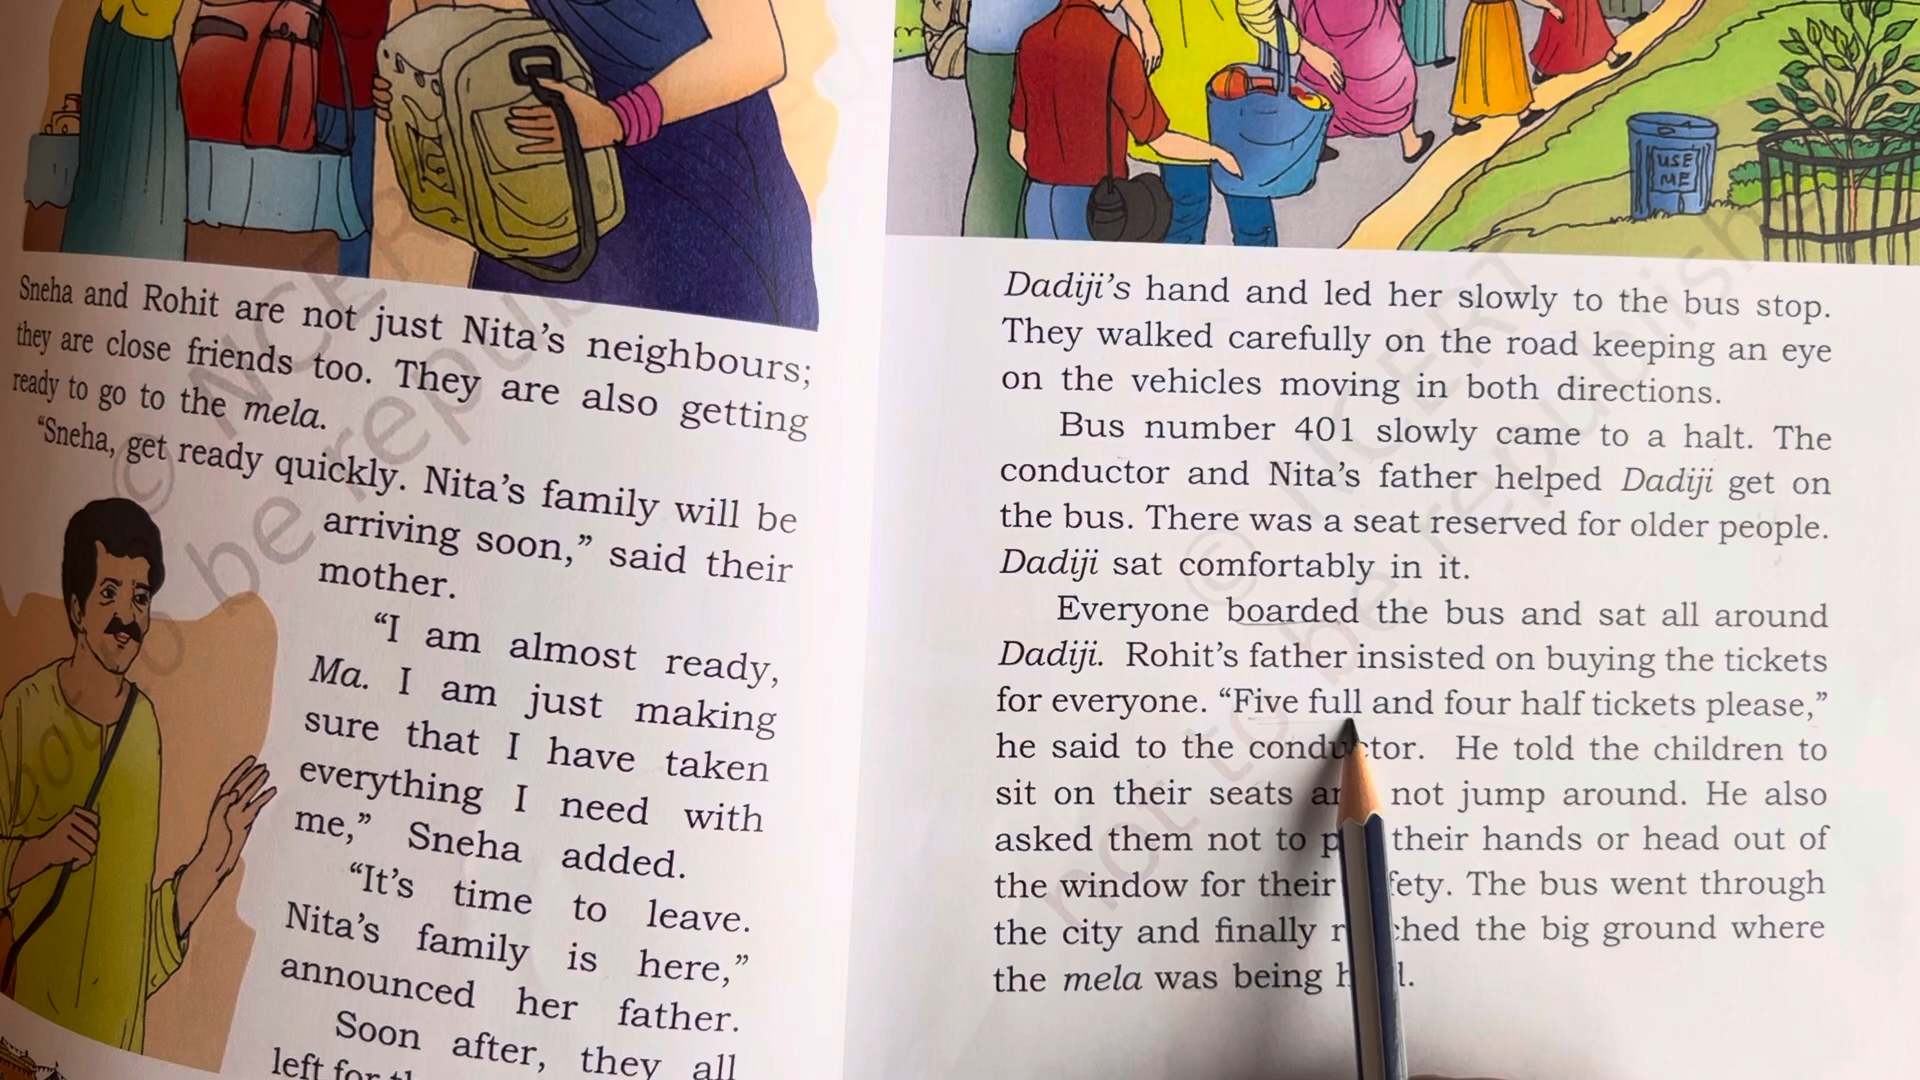 USE
ME
Sneha and Rohit are not just Nita's neighbours;
they are close friends too. They are also getting
ready to go to the mela.
“Sneha, get ready quickly. Nita's family will be
arriving soon,” said their
mother.
“I am almost ready,
Ma. I am just making
sure that I have taken
everything I need with
me,” Sneha added.
“It's time to leave.
Nita's family is here,”
announced her father.
Soon after, they all
left for
Dadiji's hand and led her slowly to the bus stop.
They walked carefully on the road keeping an eye
on the vehicles moving in both directions.
Bus number 401 slowly came to a halt. The
conductor and Nita's father helped Dadiji get on
the bus. There was a seat reserved for older people.
Dadiji sat comfortably in it.
Everyone boarded the bus and sat all around
Dadiji. Rohit's father insisted on buying the tickets
for everyone. “Five full and four half tickets please,”
he said to the conductor. He told the children to
sit on their seats not jump around. He also
asked them not to their hands or head out of
the window for their The bus went through
the city and finally the big ground where
the mela was being
© NCERT
not to be republished